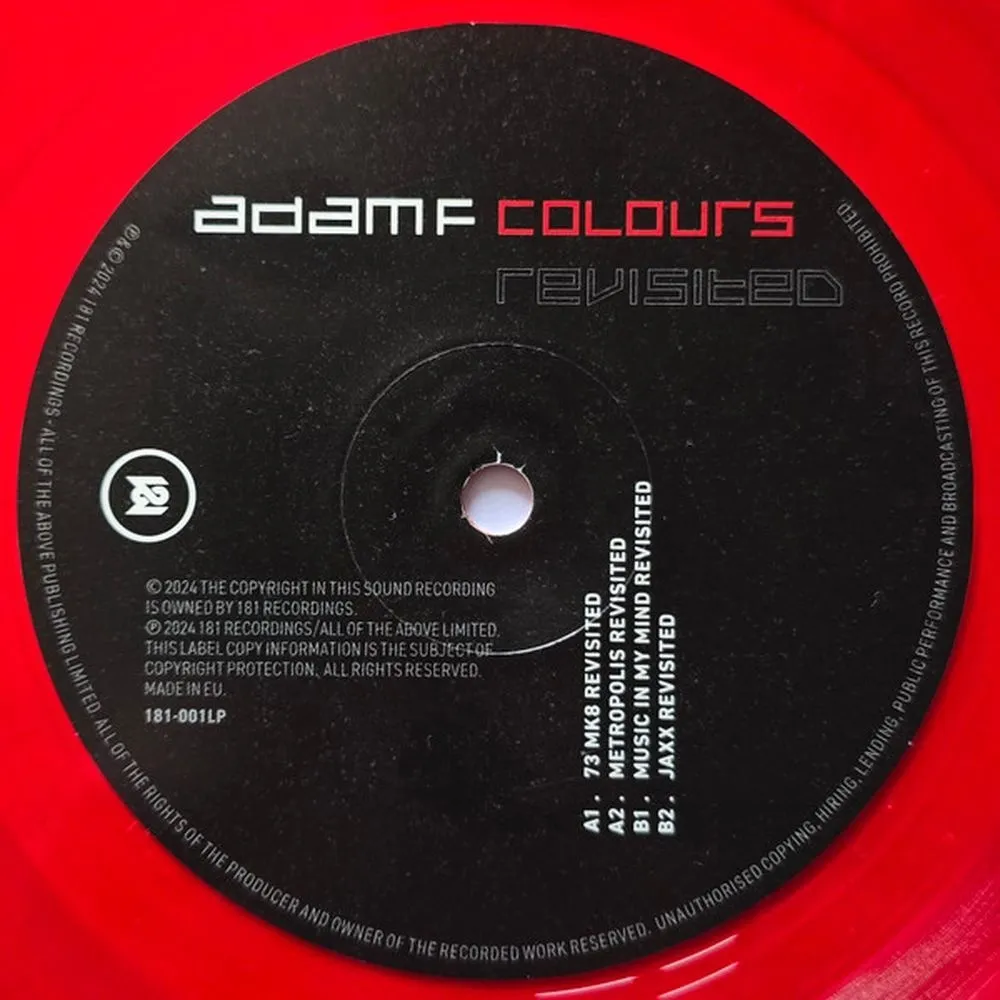 adamf colours
revisited
℗&© 2024 181 RECORDINGS - ALL OF THE ABOVE PUBLISHING LIMITED. ALL OF THE RIGHTS OF THE PRODUCER AND OWNER OF THE RECORDED WORK RESERVED. UNAUTHORISED COPYING, HIRING, LENDING, PUBLIC PERFORMANCE AND BROADCASTING OF THIS RECORD PROHIBITED.
181
© 2024 THE COPYRIGHT IN THIS SOUND RECORDING
IS OWNED BY 181 RECORDINGS.
℗ 2024 181 RECORDINGS/ALL OF THE ABOVE LIMITED.
THIS LABEL COPY INFORMATION IS THE SUBJECT OF
COPYRIGHT PROTECTION, ALL RIGHTS RESERVED.
MADE IN EU.
181-001LP
A1. 73 MK8 REVISITED
A2. METROPOLIS REVISITED
B1. MUSIC IN MY MIND REVISITED
B2. JAXX REVISITED